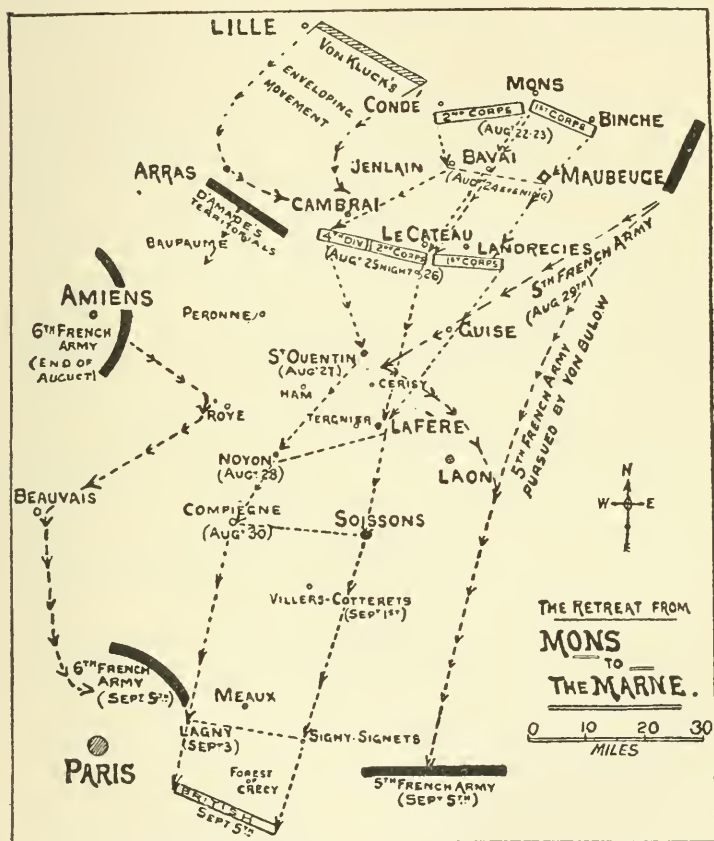 LILLE
VON KLUCK'S
ENVELOPING
MOVEMENT
CONDE
MONS
2ND CORPS
1ST CORPS
(AUG. 22-23)
BINCHE
ARRAS
JENLAIN
BAVAI
(AUG. 24 EVENING)
MAUBEUGE
D'AMADE'S
TERRITORIALS
CAMBRAI
BAUPAUME
4TH DIV
2ND CORPS
(AUG. 25 NIGHT & 26)
LE CATEAU
1ST CORPS
LANDRECIES
5TH FRENCH ARMY
(AUG. 29TH)
AMIENS
6TH FRENCH
ARMY
(END OF
AUGUST)
PERONNE
GUISE
ST QUENTIN
(AUG. 27)
CERISY
HAM
5TH FRENCH ARMY
PURSUED BY VON BULOW
ROYE
TERGNIER
LA FERE
NOYON
(AUG. 28)
LAON
N
W E
BEAUVAIS
COMPIEGNE
(AUG. 30)
SOISSONS
VILLERS-COTTERETS
(SEPT 1ST)
THE RETREAT FROM
MONS
TO
THE MARNE.
0 10 20 30
MILES
6TH FRENCH
ARMY
(SEPT 5TH)
MEAUX
LAGNY
(SEPT 3)
SIGNY-SIGNETS
PARIS
FOREST
OF
CRECY
BRITISH
SEPT 5TH
5TH FRENCH ARMY
(SEPT 5TH)